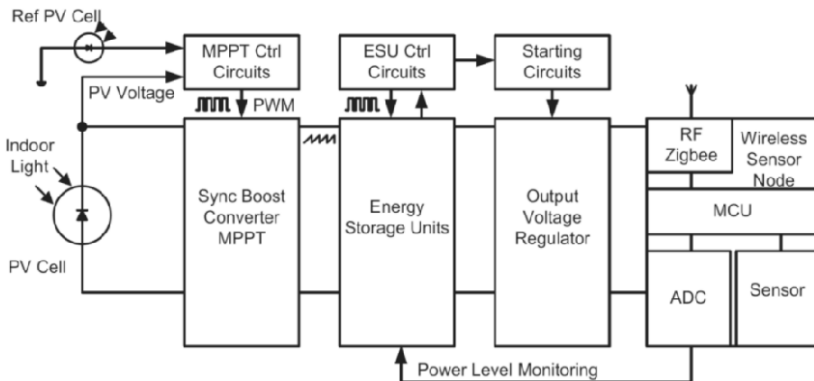 Ref PV Cell
MPPT Ctrl
Circuits
ESU Ctrl
Circuits
Starting
Circuits
PV Voltage
PWM
Indoor
Light
PV Cell
Sync Boost
Converter
MPPT
Energy
Storage Units
Output
Voltage
Regulator
RF
Zigbee
Wireless
Sensor
Node
MCU
ADC
Sensor
Power Level Monitoring